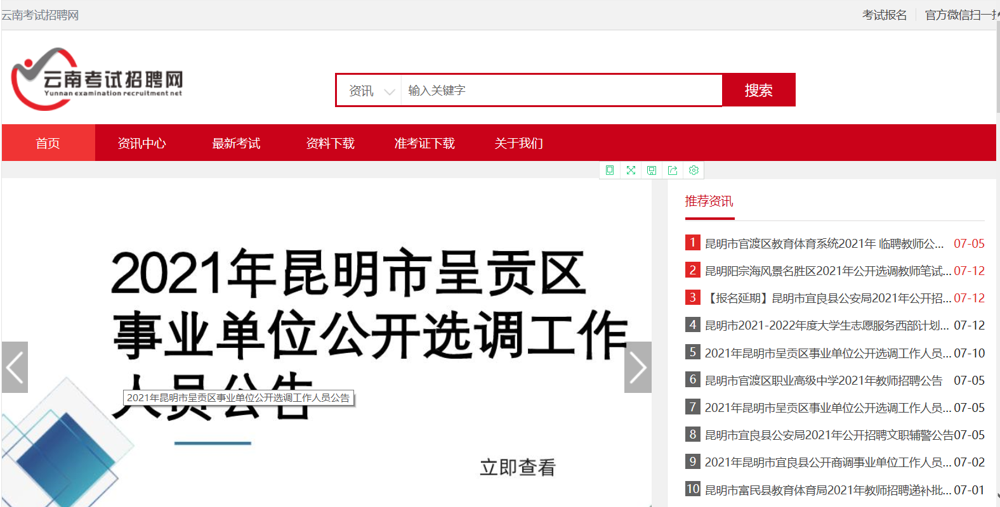 云南考试招聘网
考试报名
官方微信扫一扫
云南考试招聘网
Yunnan examination recruitment net
资讯
输入关键字
搜索
首页
资讯中心
最新考试
资料下载
准考证下载
关于我们
2021年昆明市呈贡区
事业单位公开选调工作
人员公告
2021年昆明市呈贡区事业单位公开选调工作人员公告
立即查看
推荐资讯
1 昆明市官渡区教育体育系统2021年 临聘教师公... 07-05
2 昆明阳宗海风景名胜区2021年公开选调教师笔试... 07-12
3 【报名延期】昆明市宜良县公安局2021年公开招... 07-12
4 昆明市2021-2022年度大学生志愿服务西部计划... 07-12
5 2021年昆明市呈贡区事业单位公开选调工作人员... 07-10
6 昆明市官渡区职业高级中学2021年教师招聘公告 07-05
7 2021年昆明市呈贡区事业单位公开选调工作人员... 07-05
8 昆明市宜良县公安局2021年公开招聘文职辅警公告 07-05
9 2021年昆明市宜良县公开商调事业单位工作人员... 07-02
10 昆明市富民县教育体育局2021年教师招聘递补批... 07-01